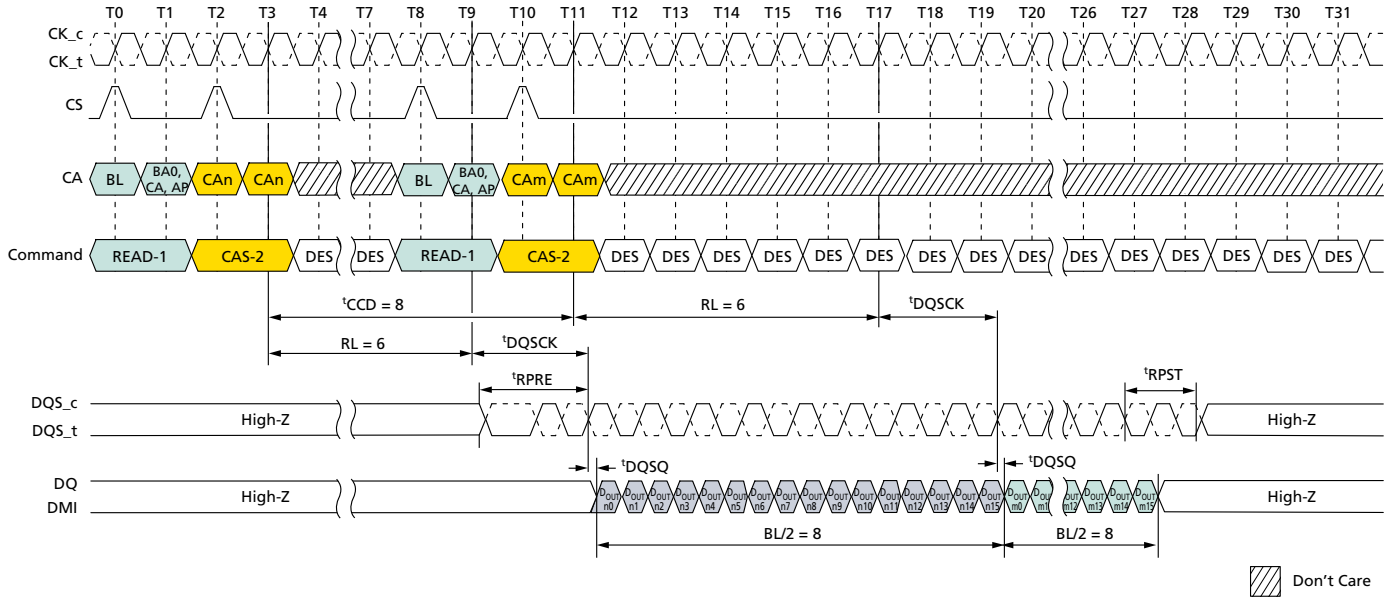 T0 T1 T2 T3 T4 T7 T8 T9 T10 T11 T12 T13 T14 T15 T16 T17 T18 T19 T20 T26 T27 T28 T29 T30 T31
CK_c
CK_t
CS
CA BL BA0, CA, AP CAn CAn BL BA0, CA, AP CAm CAm
Command READ-1 CAS-2 DES DES READ-1 CAS-2 DES DES DES DES DES DES DES DES DES DES DES DES DES DES DES
tCCD = 8 RL = 6 tDQSCK
RL = 6 tDQSCK
tRPRE tRPST
DQS_c
DQS_t
High-Z High-Z
tDQSQ tDQSQ
DQ
DMI
High-Z DOUT n0 DOUT n1 DOUT n2 DOUT n3 DOUT n4 DOUT n5 DOUT n6 DOUT n7 DOUT n8 DOUT n9 DOUT n10 DOUT n11 DOUT n12 DOUT n13 DOUT n14 DOUT n15 DOUT m0 DOUT m1 DOUT m12 DOUT m13 DOUT m14 DOUT m15 High-Z
BL/2 = 8 BL/2 = 8
Don't Care